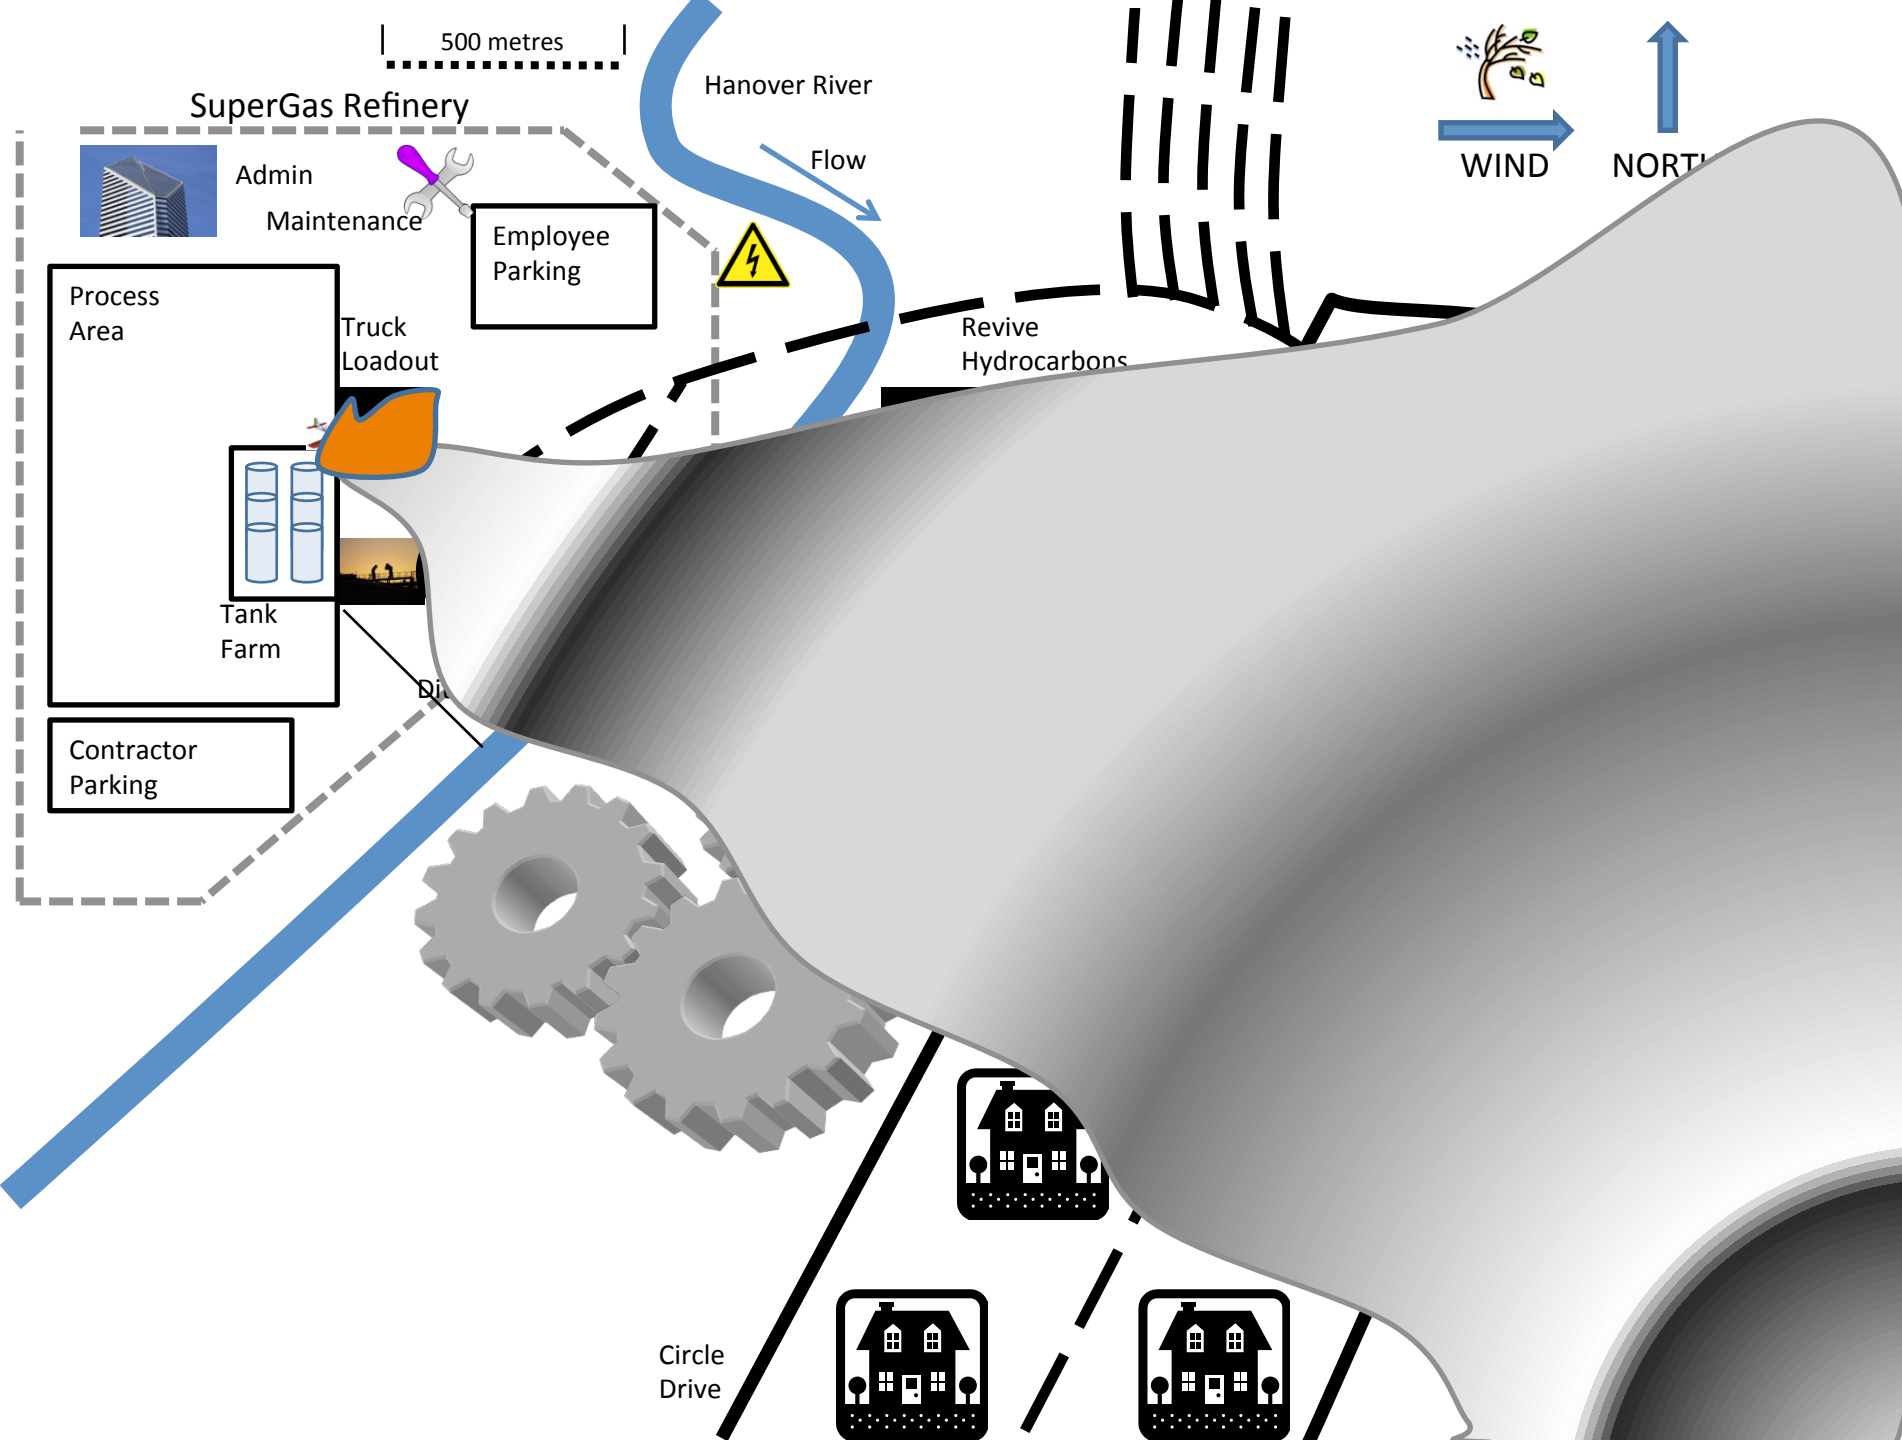 500 metres
Hanover River
SuperGas Refinery
Flow
WIND
Admin
Maintenance
Employee
Parking
Process
Area
Truck
Loadout
Revive
Hydrocarbons
Tank
Farm
Contractor
Parking
Circle
Drive